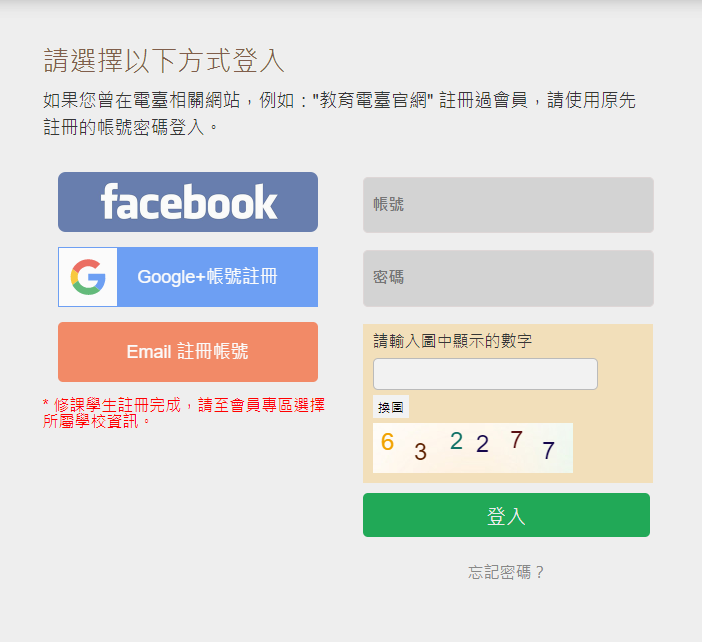 請選擇以下方式登入
如果您曾在電臺相關網站，例如："教育電臺官網" 註冊過會員，請使用原先
註冊的帳號密碼登入。
facebook
Google+帳號註冊
Email 註冊帳號
* 修課學生註冊完成，請至會員專區選擇
所屬學校資訊。
帳號
密碼
請輸入圖中顯示的數字
換圖
6 3 2 2 7 7
登入
忘記密碼？